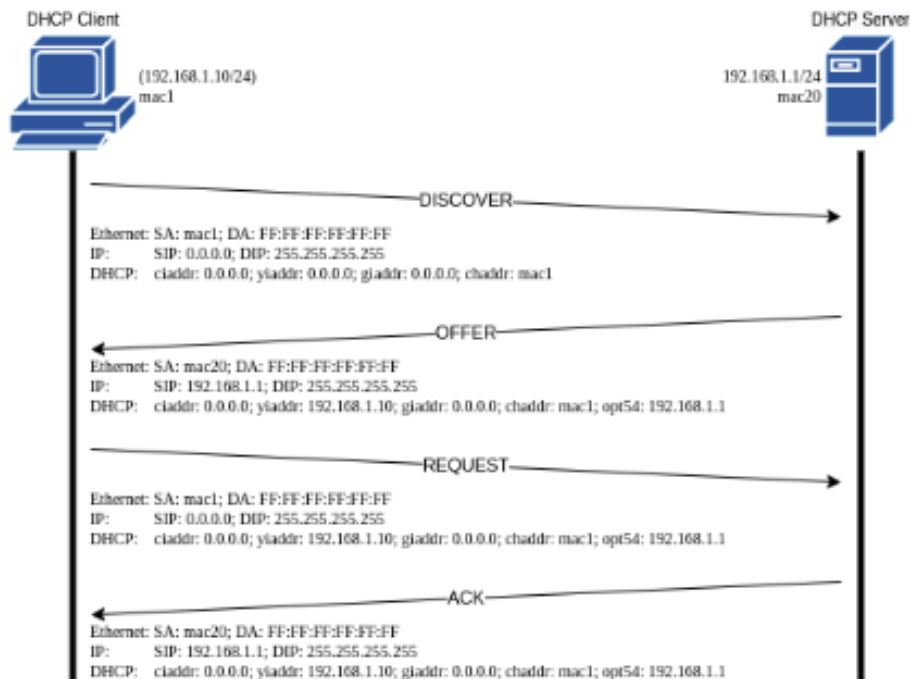 DHCP Client
DHCP Server
(192.168.1.10/24)
mac1
192.168.1.1/24
mac20
DISCOVER
Ethernet: SA: mac1; DA: FF:FF:FF:FF:FF:FF
IP: SIP: 0.0.0.0; DIP: 255.255.255.255
DHCP: ciaddr: 0.0.0.0; yiaddr: 0.0.0.0; giaddr: 0.0.0.0; chaddr: mac1
OFFER
Ethernet: SA: mac20; DA: FF:FF:FF:FF:FF:FF
IP: SIP: 192.168.1.1; DIP: 255.255.255.255
DHCP: ciaddr: 0.0.0.0; yiaddr: 192.168.1.10; giaddr: 0.0.0.0; chaddr: mac1; opt54: 192.168.1.1
REQUEST
Ethernet: SA: mac1; DA: FF:FF:FF:FF:FF:FF
IP: SIP: 0.0.0.0; DIP: 255.255.255.255
DHCP: ciaddr: 0.0.0.0; yiaddr: 192.168.1.10; giaddr: 0.0.0.0; chaddr: mac1; opt54: 192.168.1.1
ACK
Ethernet: SA: mac20; DA: FF:FF:FF:FF:FF:FF
IP: SIP: 192.168.1.1; DIP: 255.255.255.255
DHCP: ciaddr: 0.0.0.0; yiaddr: 192.168.1.10; giaddr: 0.0.0.0; chaddr: mac1; opt54: 192.168.1.1